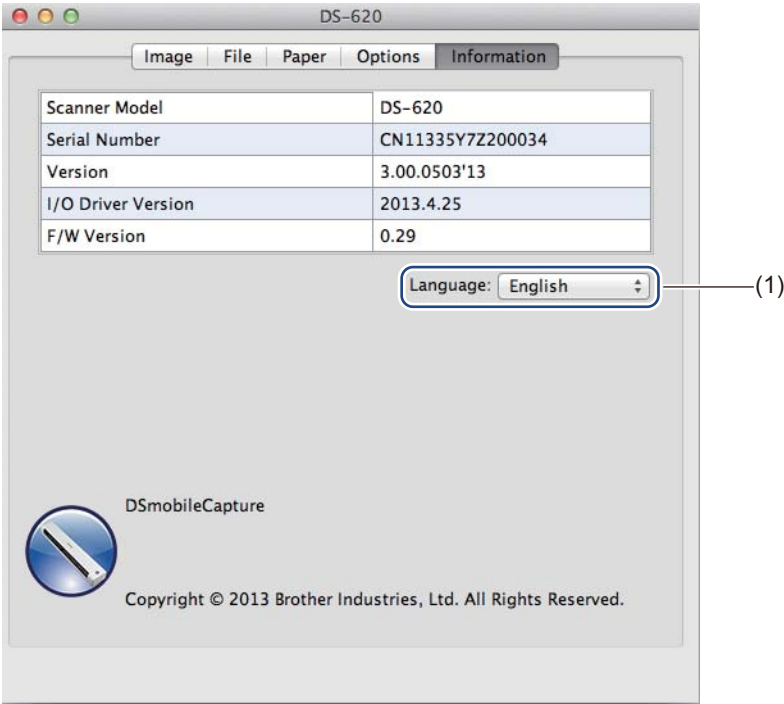 DS-620
Image File Paper Options Information
Scanner Model DS-620
Serial Number CN11335Y7Z200034
Version 3.00.0503'13
I/O Driver Version 2013.4.25
F/W Version 0.29
Language: English (1)
DSmobileCapture
Copyright © 2013 Brother Industries, Ltd. All Rights Reserved.